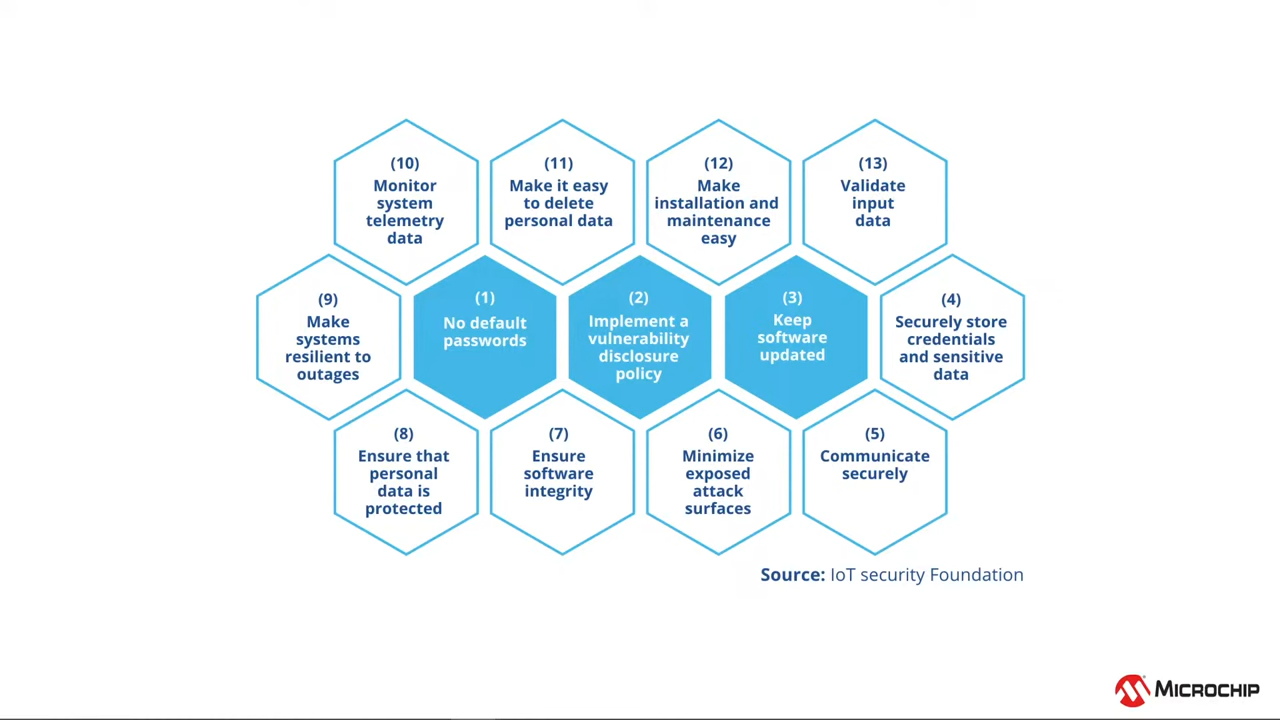 (10)
Monitor
system
telemetry
data
(11)
Make it easy
to delete
personal data
(12)
Make
installation and
maintenance
easy
(13)
Validate
input
data
(9)
Make
systems
resilient to
outages
(1)
No default
passwords
(2)
Implement a
vulnerability
disclosure
policy
(3)
Keep
software
updated
(4)
Securely store
credentials
and sensitive
data
(8)
Ensure that
personal
data is
protected
(7)
Ensure
software
integrity
(6)
Minimize
exposed
attack
surfaces
(5)
Communicate
securely
Source: IoT security Foundation
MICROCHIP